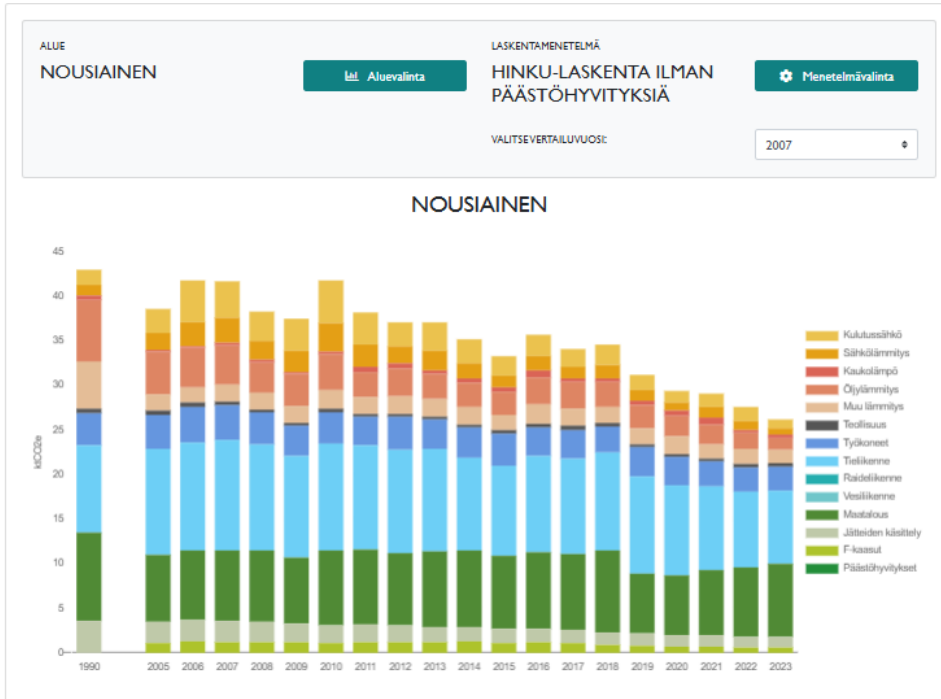 ALUE
NOUSIAINEN
Aluevalinta
LASKENTAMENETELMÄ
HINKU-LASKENTA ILMAN
PÄÄSTÖHYVITYKSIÄ
Menetelmävalinta
VALITSE VERTAILUVUOSI:
2007
NOUSIAINEN
45
40
35
30
25
20
15
10
5
0
ktCO2e
1990 2005 2006 2007 2008 2009 2010 2011 2012 2013 2014 2015 2016 2017 2018 2019 2020 2021 2022 2023
Kulutussähkö
Sähkölämmitys
Kaukolämpö
Öljylämmitys
Muu lämmitys
Teollisuus
Työkoneet
Tieliikenne
Raideliikenne
Vesiliikenne
Maatalous
Jätteiden käsittely
F-kaasut
Päästöhyvitykset